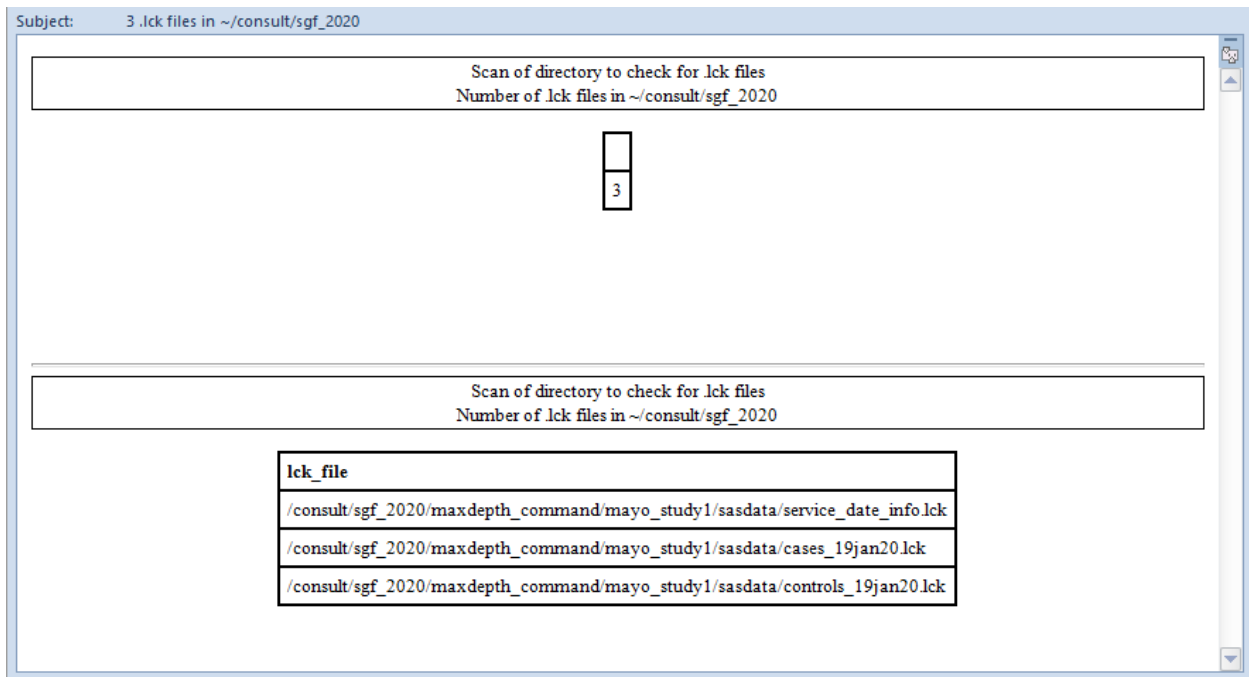 Subject: 3 .lck files in ~/consult/sgf_2020
Scan of directory to check for .lck files
Number of .lck files in ~/consult/sgf_2020
3
Scan of directory to check for .lck files
Number of .lck files in ~/consult/sgf_2020
lck_file
/consult/sgf_2020/maxdepth_command/mayo_study1/sasdata/service_date_info.lck
/consult/sgf_2020/maxdepth_command/mayo_study1/sasdata/cases_19jan20.lck
/consult/sgf_2020/maxdepth_command/mayo_study1/sasdata/controls_19jan20.lck